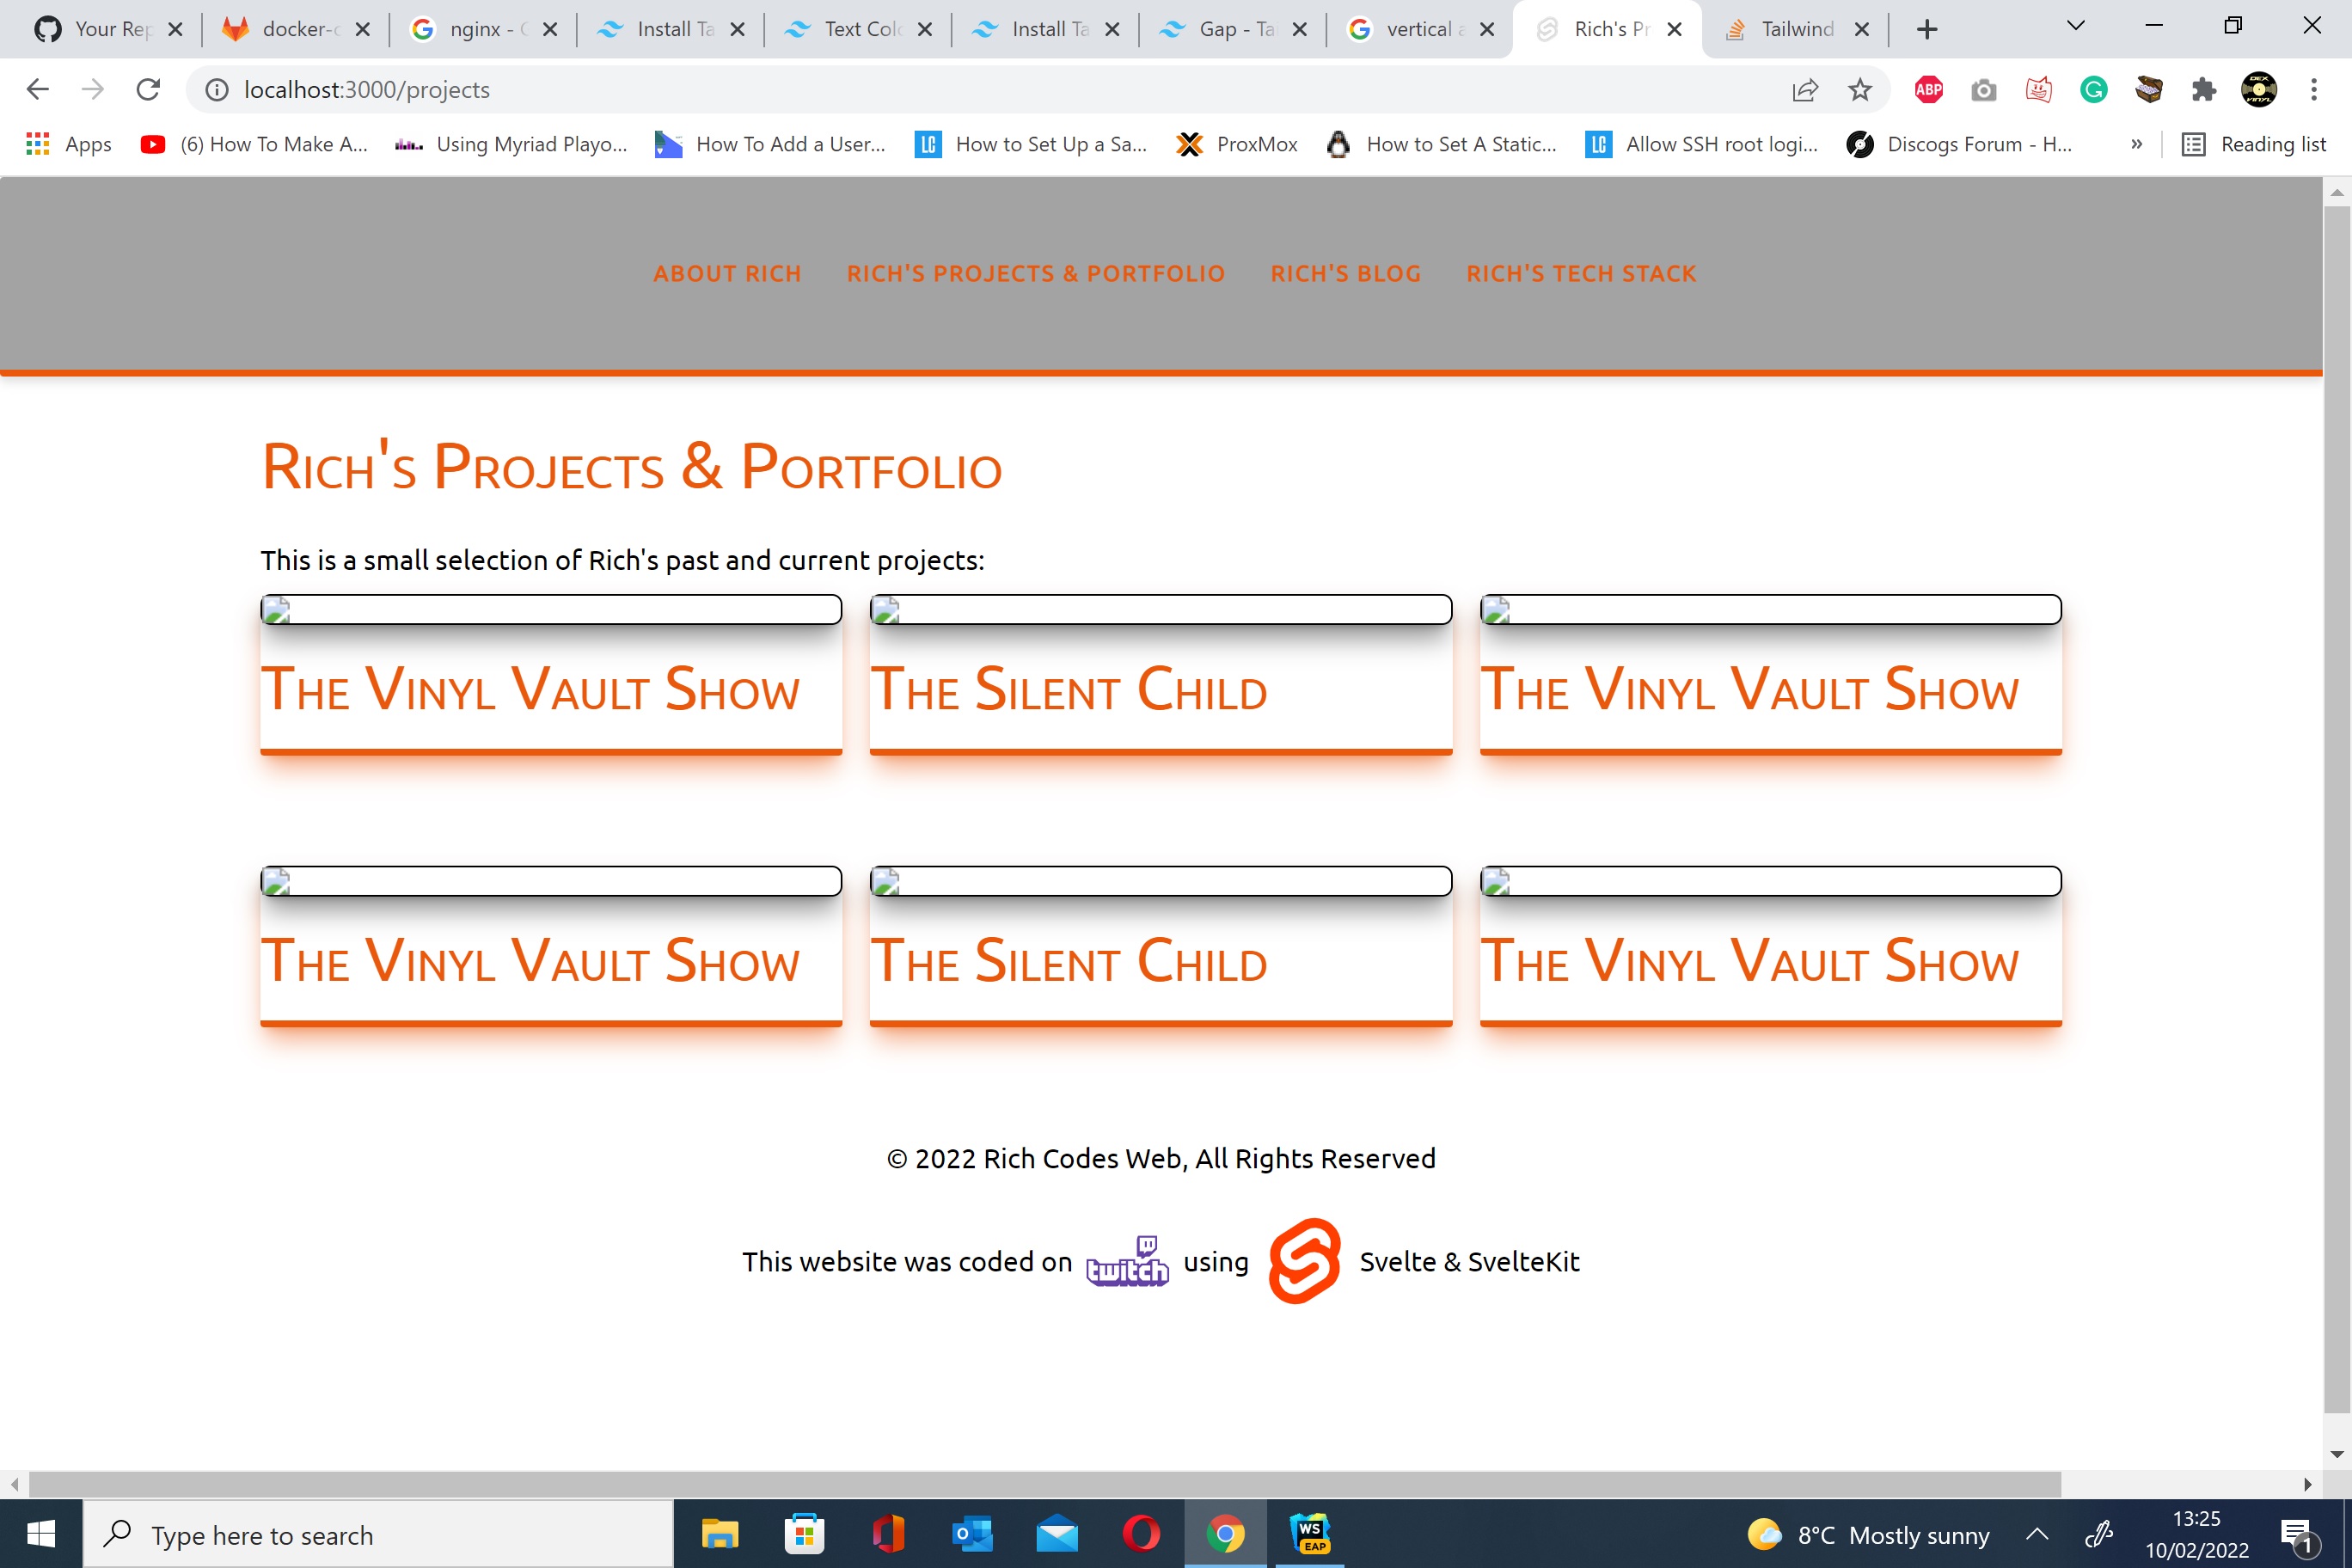 Your Rep
docker-c
nginx - G
Install Ta
Text Colo
Install Ta
Gap - Ta
vertical a
Rich's Pr
Tailwind
localhost:3000/projects
ABP
Apps
(6) How To Make A...
Using Myriad Playo...
How To Add a User...
LC How to Set Up a Sa...
ProxMox
How to Set A Static...
LC Allow SSH root logi...
Discogs Forum - H...
»
Reading list
ABOUT RICH RICH'S PROJECTS & PORTFOLIO RICH'S BLOG RICH'S TECH STACK
Rich's Projects & Portfolio
This is a small selection of Rich's past and current projects:
The Vinyl Vault Show
The Silent Child
The Vinyl Vault Show
The Vinyl Vault Show
The Silent Child
The Vinyl Vault Show
© 2022 Rich Codes Web, All Rights Reserved
This website was coded on twitch using Svelte & SvelteKit
Type here to search
WS
EAP
8°C Mostly sunny
13:25
10/02/2022
1